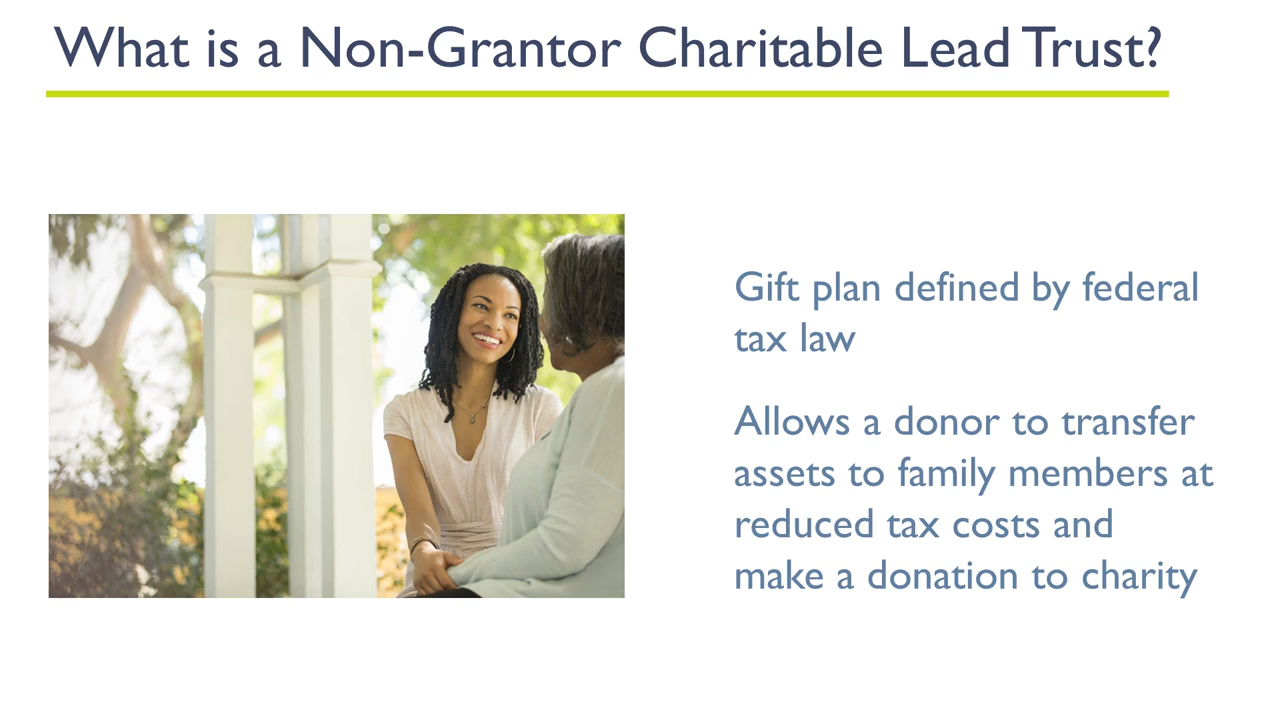 What is a Non-Grantor Charitable Lead Trust?
Gift plan defined by federal
tax law
Allows a donor to transfer
assets to family members at
reduced tax costs and
make a donation to charity